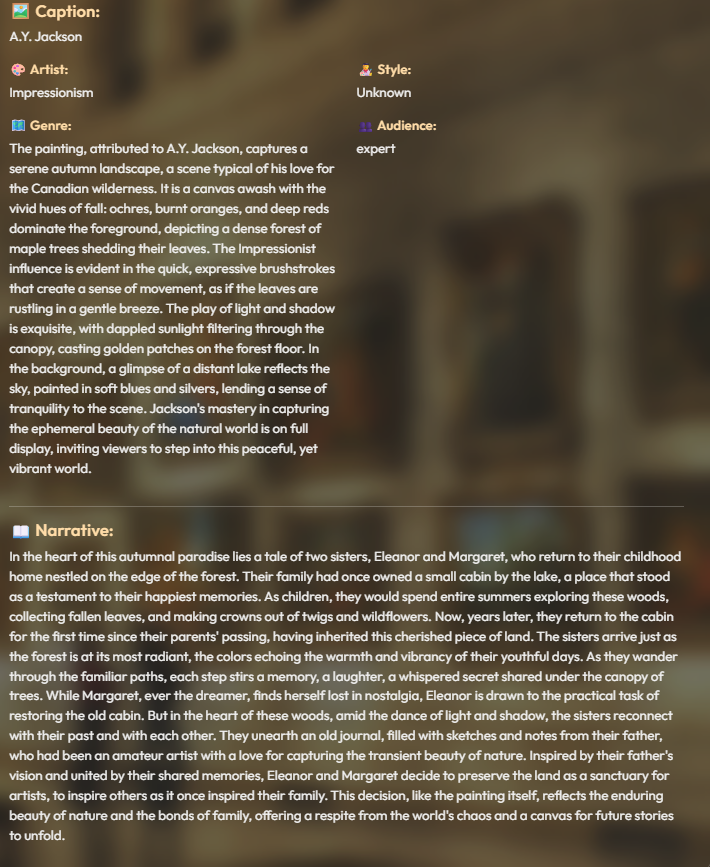 Caption:
A.Y. Jackson
Artist:
Impressionism
Style:
Unknown
Genre:
The painting, attributed to A.Y. Jackson, captures a
serene autumn landscape, a scene typical of his love for
the Canadian wilderness. It is a canvas awash with the
vivid hues of fall: ochres, burnt oranges, and deep reds
dominate the foreground, depicting a dense forest of
maple trees shedding their leaves. The Impressionist
influence is evident in the quick, expressive brushstrokes
that create a sense of movement, as if the leaves are
rustling in a gentle breeze. The play of light and shadow
is exquisite, with dappled sunlight filtering through the
canopy, casting golden patches on the forest floor. In
the background, a glimpse of a distant lake reflects the
sky, painted in soft blues and silvers, lending a sense of
tranquility to the scene. Jackson's mastery in capturing
the ephemeral beauty of the natural world is on full
display, inviting viewers to step into this peaceful, yet
vibrant world.
Audience:
expert
Narrative:
In the heart of this autumnal paradise lies a tale of two sisters, Eleanor and Margaret, who return to their childhood
home nestled on the edge of the forest. Their family had once owned a small cabin by the lake, a place that stood
as a testament to their happiest memories. As children, they would spend entire summers exploring these woods,
collecting fallen leaves, and making crowns out of twigs and wildflowers. Now, years later, they return to the cabin
for the first time since their parents' passing, having inherited this cherished piece of land. The sisters arrive just as
the forest is at its most radiant, the colors echoing the warmth and vibrancy of their youthful days. As they wander
through the familiar paths, each step stirs a memory, a laughter, a whispered secret shared under the canopy of
trees. While Margaret, ever the dreamer, finds herself lost in nostalgia, Eleanor is drawn to the practical task of
restoring the old cabin. But in the heart of these woods, amid the dance of light and shadow, the sisters reconnect
with their past and with each other. They unearth an old journal, filled with sketches and notes from their father,
who had been an amateur artist with a love for capturing the transient beauty of nature. Inspired by their father's
vision and united by their shared memories, Eleanor and Margaret decide to preserve the land as a sanctuary for
artists, to inspire others as it once inspired their family. This decision, like the painting itself, reflects the enduring
beauty of nature and the bonds of family, offering a respite from the world's chaos and a canvas for future stories
to unfold.